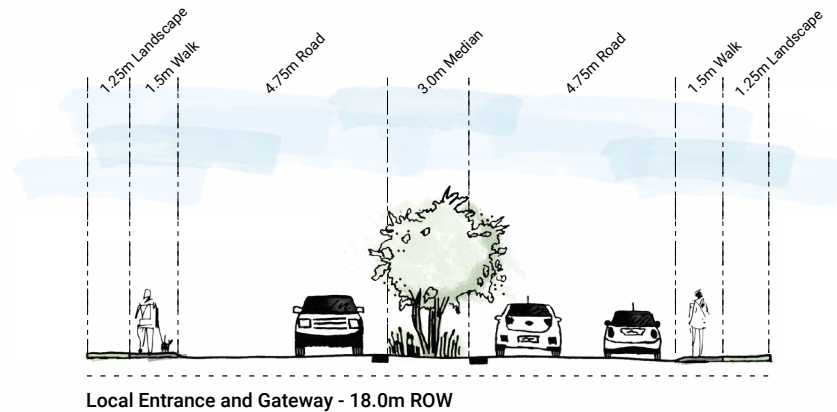 1.25m Landscape
1.5m Walk
4.75m Road
3.0m Median
4.75m Road
1.5m Walk
1.25m Landscape
Local Entrance and Gateway - 18.0m ROW